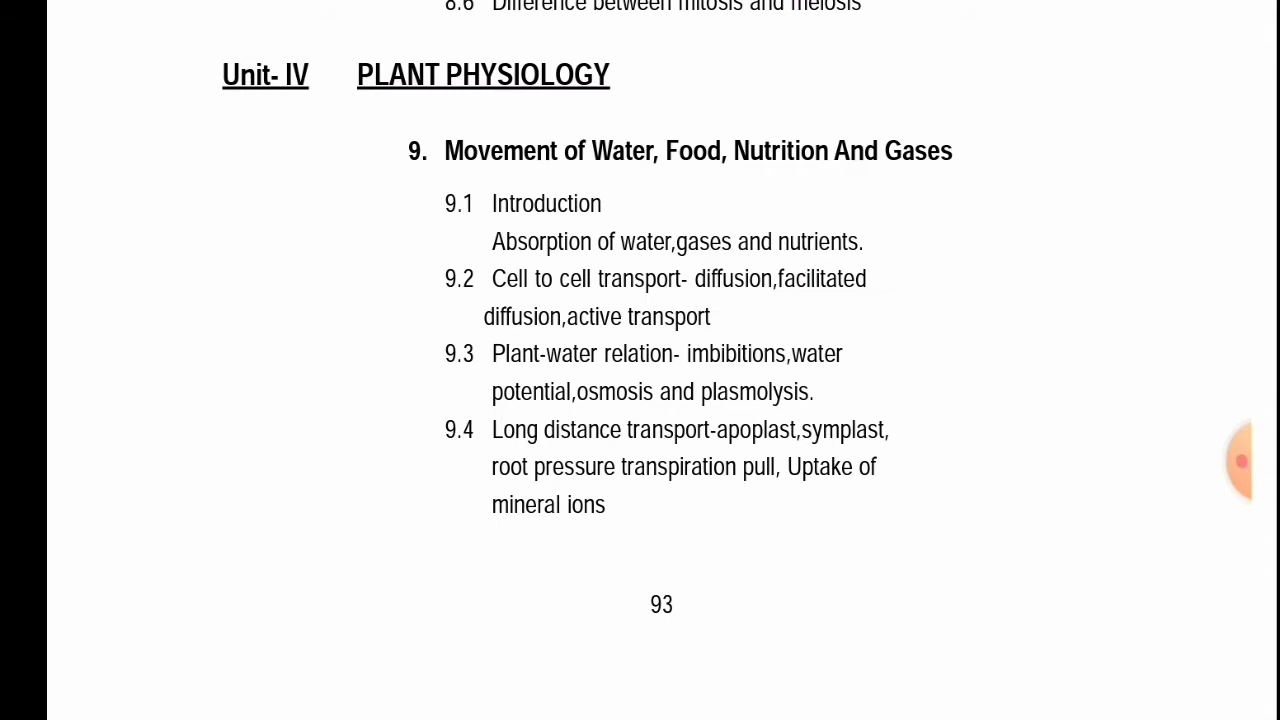 8.6 Difference between mitosis and meiosis
Unit- IV PLANT PHYSIOLOGY
9. Movement of Water, Food, Nutrition And Gases
9.1 Introduction
Absorption of water,gases and nutrients.
9.2 Cell to cell transport- diffusion,facilitated
diffusion,active transport
9.3 Plant-water relation- imbibitions,water
potential,osmosis and plasmolysis.
9.4 Long distance transport-apoplast,symplast,
root pressure transpiration pull, Uptake of
mineral ions
93